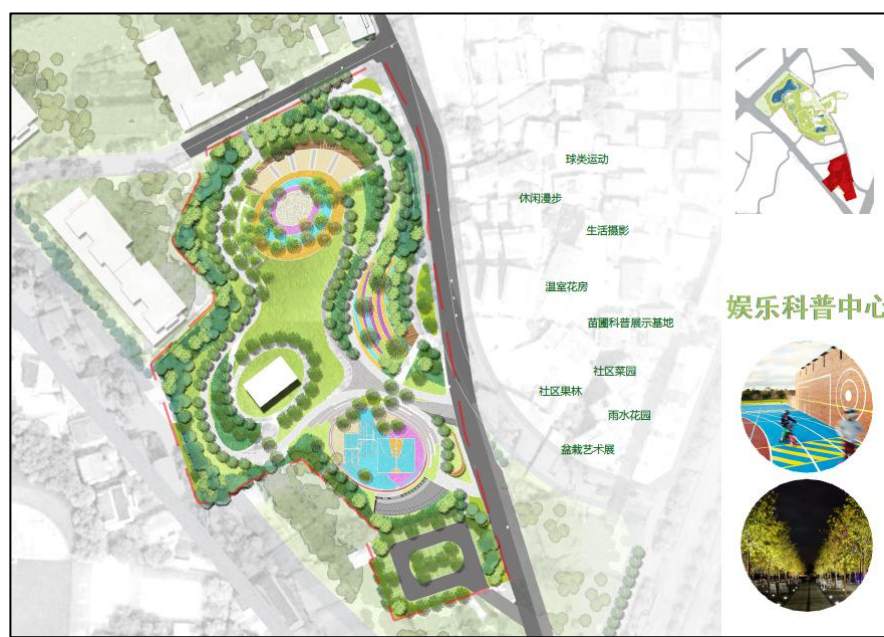 球类运动
休闲漫步
生活摄影
温室花房
娱乐科普中心
苗圃科普展示基地
社区菜园
社区果林
雨水花园
盆栽艺术展